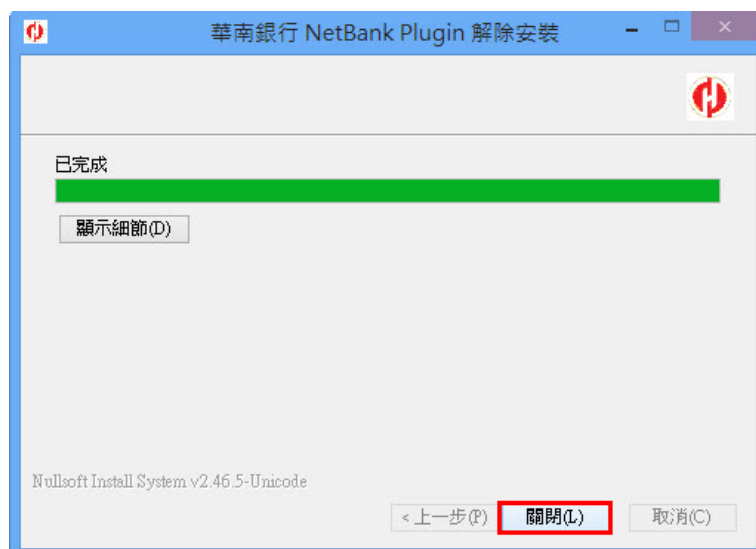 華南銀行 NetBank Plugin 解除安裝
已完成
顯示細節(D)
Nullsoft Install System v2.46.5-Unicode
<上一步(P) 關閉(L) 取消(C)